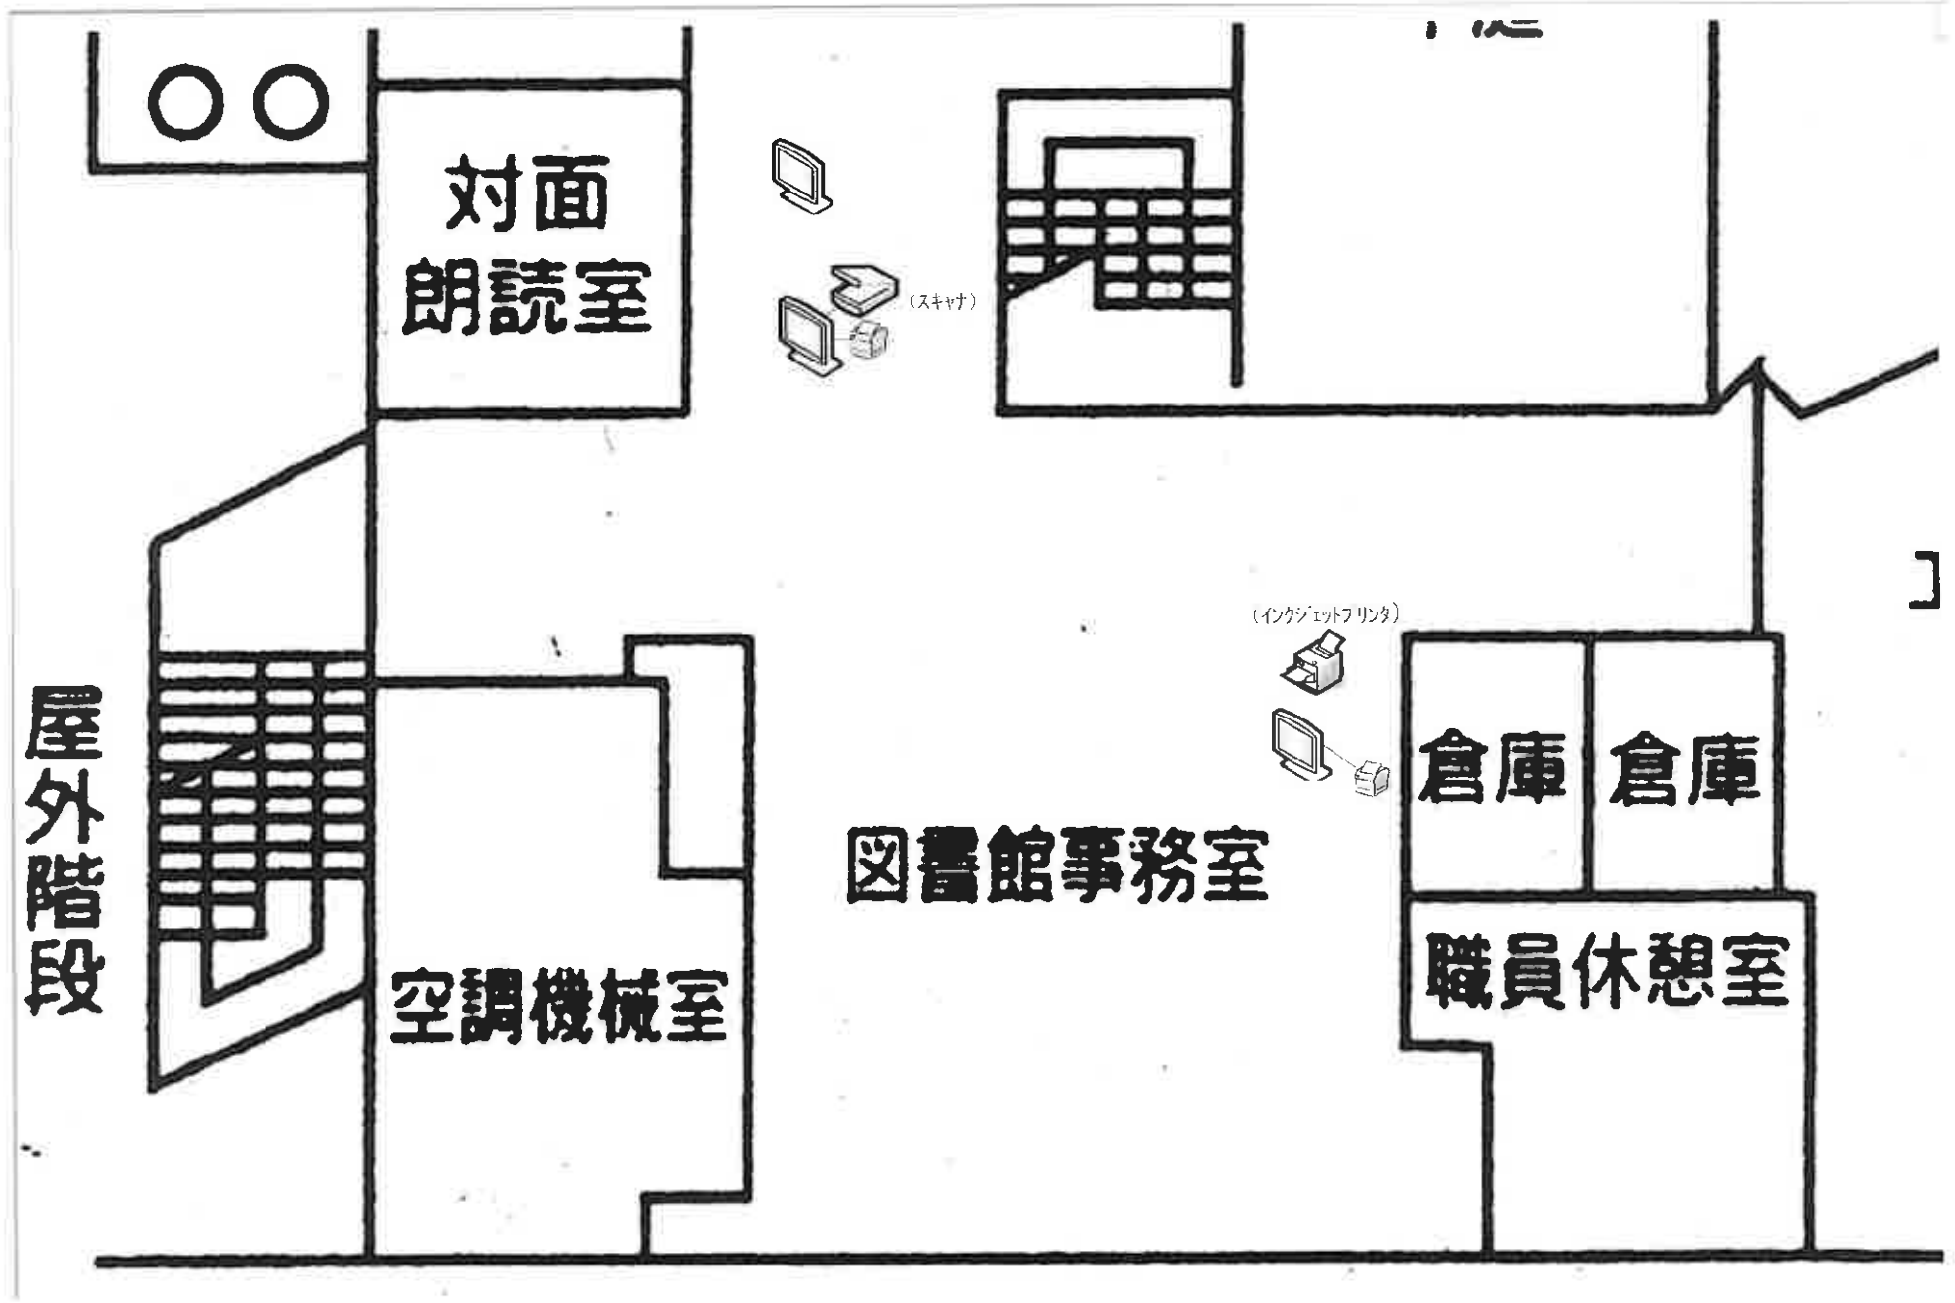 対面
朗読室
(スキャナ)
(インクジェットプリンタ)
倉庫
倉庫
図書館事務室
職員休憩室
空調機械室
屋外階段